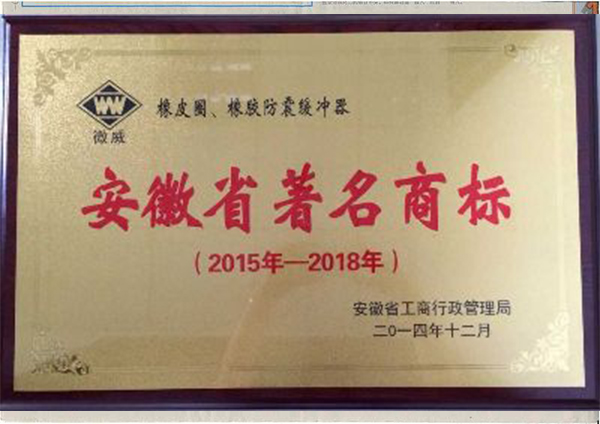 橡皮圈、橡胶防震缓冲器
微威
安徽省著名商标
（2015年—2018年）
安徽省工商行政管理局
二〇一四年十二月